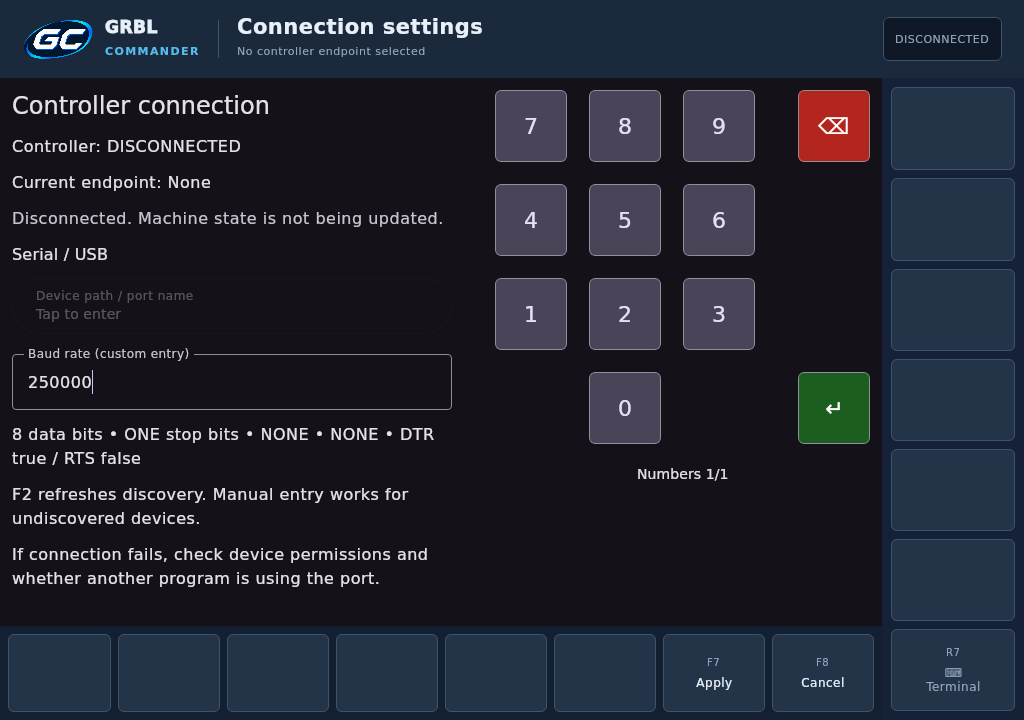 GC
GRBL
COMMANDER
Connection settings
No controller endpoint selected
DISCONNECTED
Controller connection
Controller: DISCONNECTED
Current endpoint: None
Disconnected. Machine state is not being updated.
Serial / USB
Device path / port name
Tap to enter
Baud rate (custom entry)
250000
8 data bits • ONE stop bits • NONE • NONE • DTR
true / RTS false
F2 refreshes discovery. Manual entry works for
undiscovered devices.
If connection fails, check device permissions and
whether another program is using the port.
7 8 9 ⌫
4 5 6
1 2 3
0 ↵
Numbers 1/1
F7
Apply
F8
Cancel
R7
⌨
Terminal